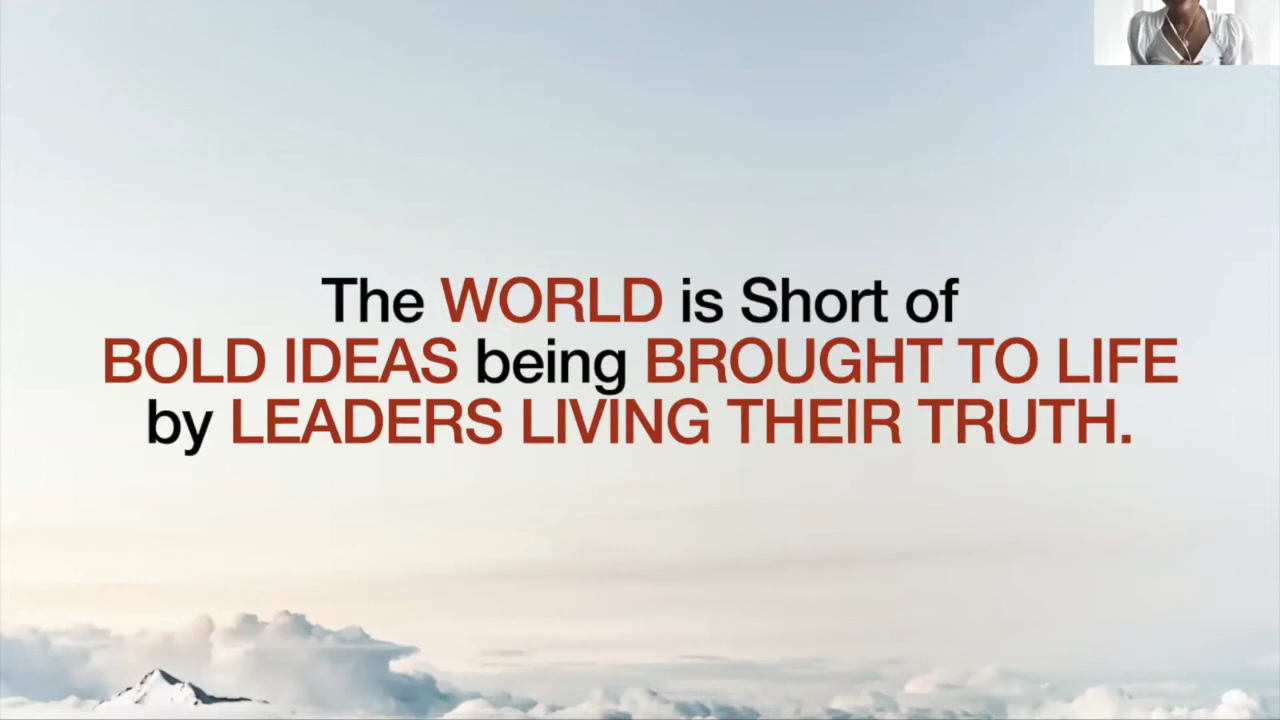 The WORLD is Short of
BOLD IDEAS being BROUGHT TO LIFE
by LEADERS LIVING THEIR TRUTH.